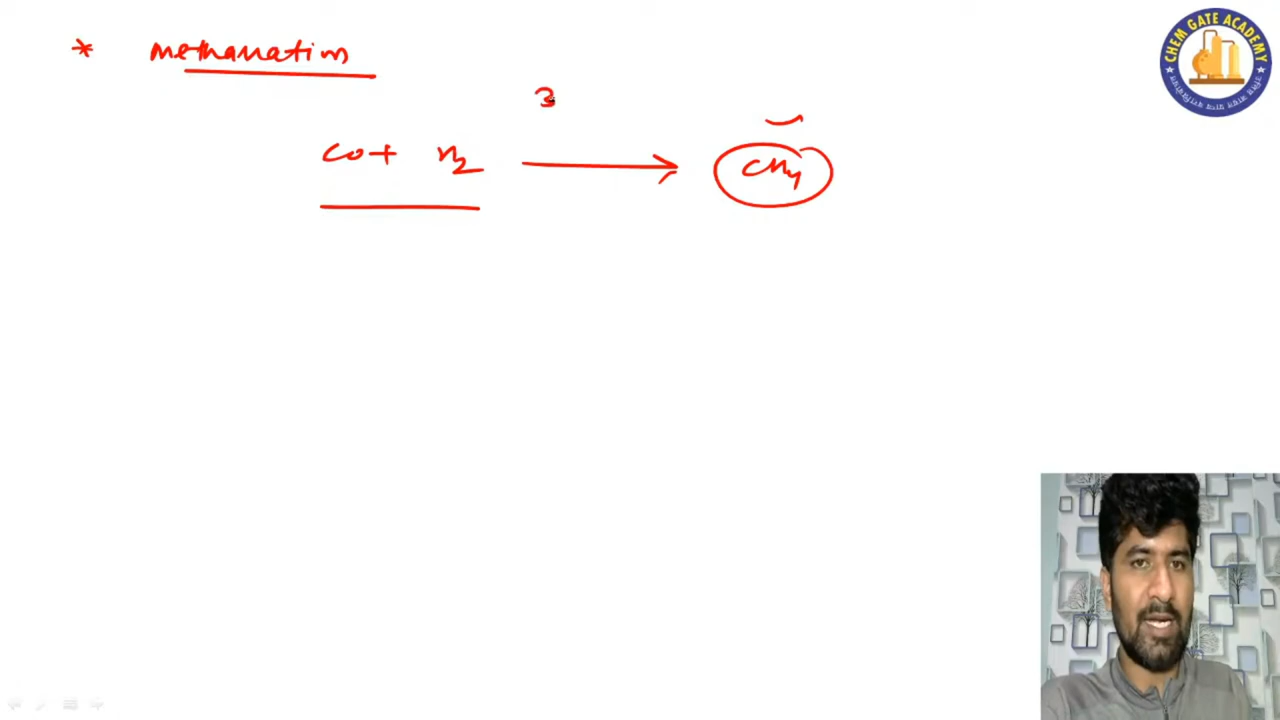 * methanation
3
CO + H2 → CH4
CHEM GATE ACADEMY